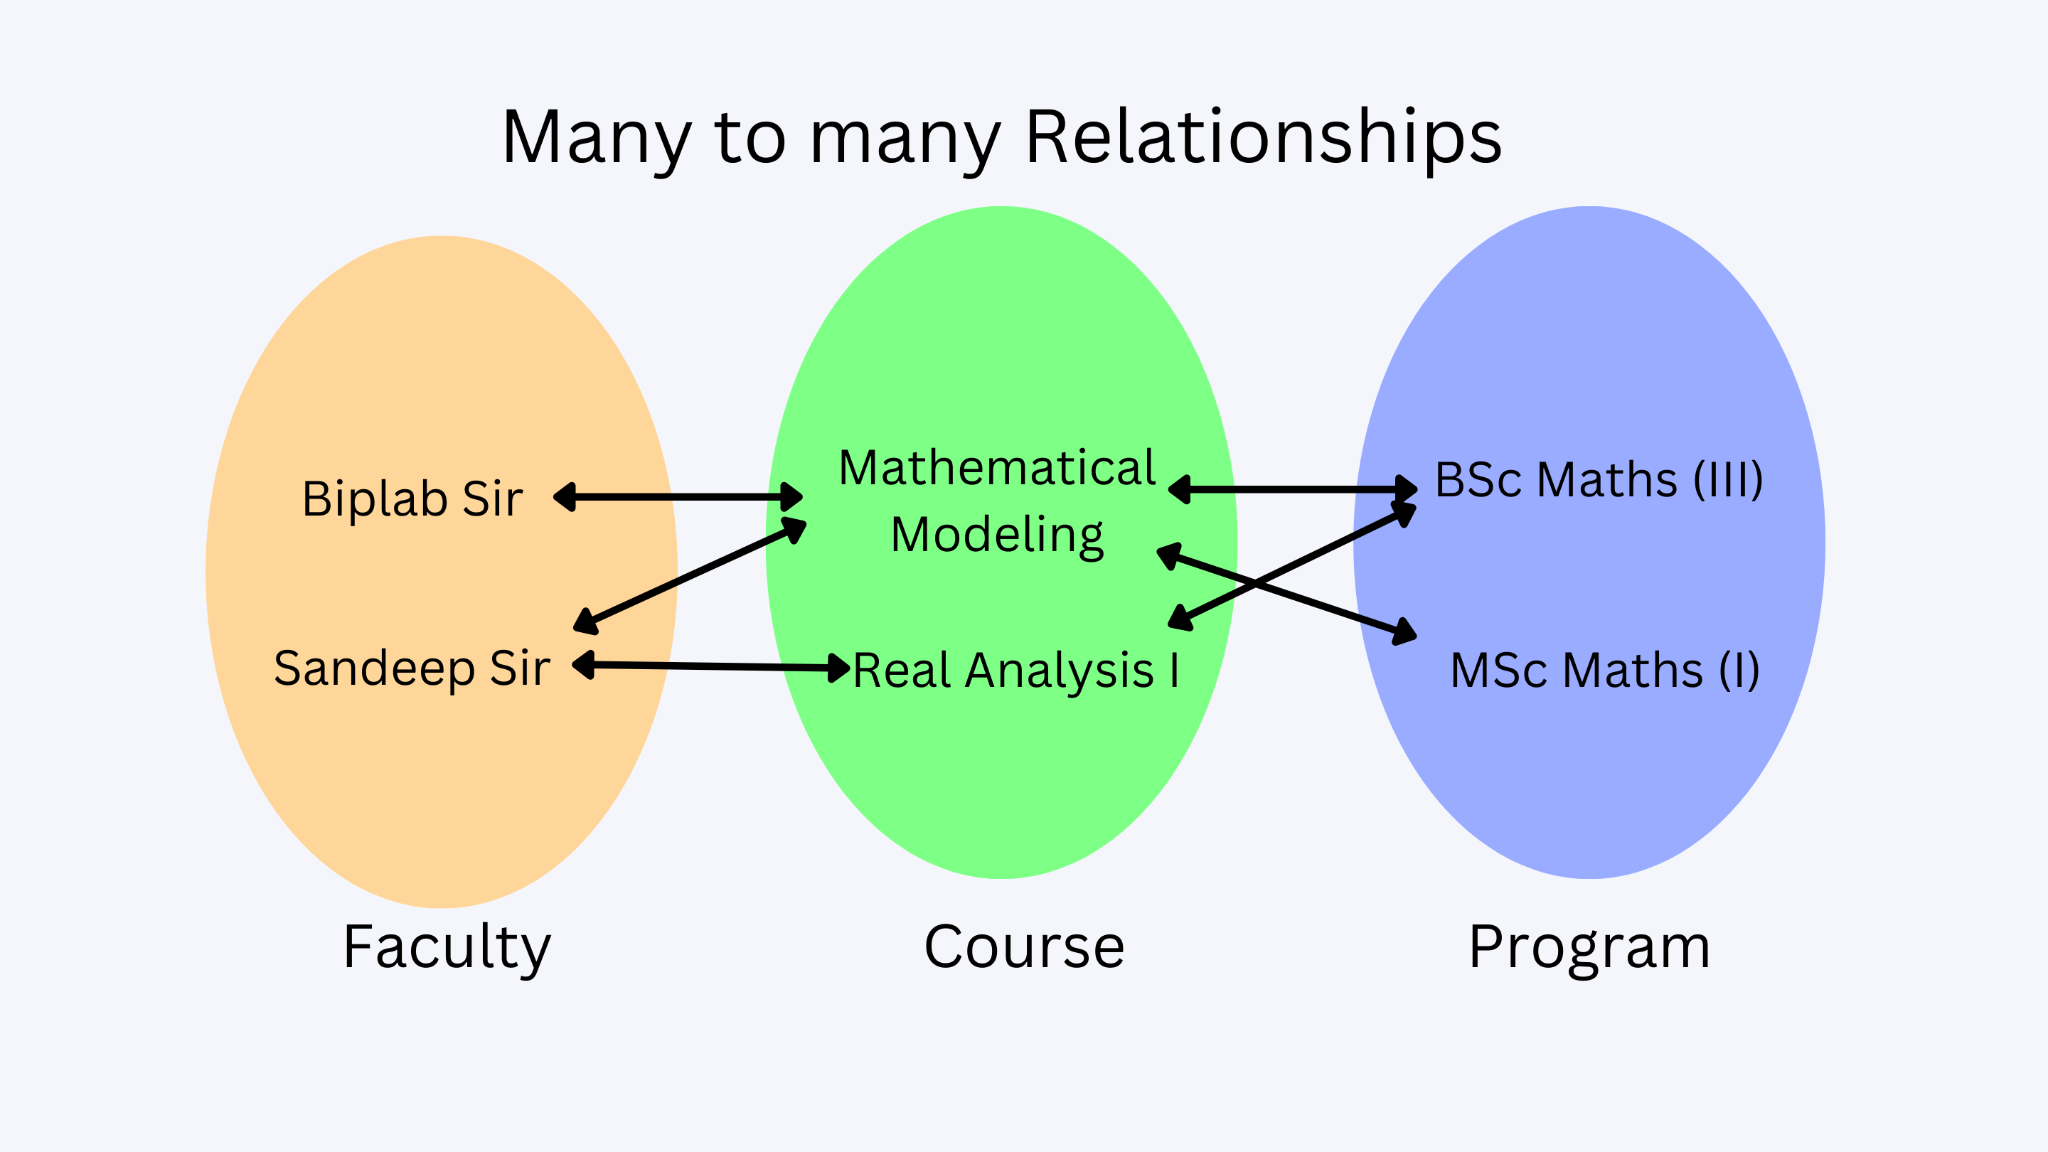 Many to many Relationships
Biplab Sir
Sandeep Sir
Mathematical
Modeling
Real Analysis I
BSc Maths (III)
MSc Maths (I)
Faculty
Course
Program